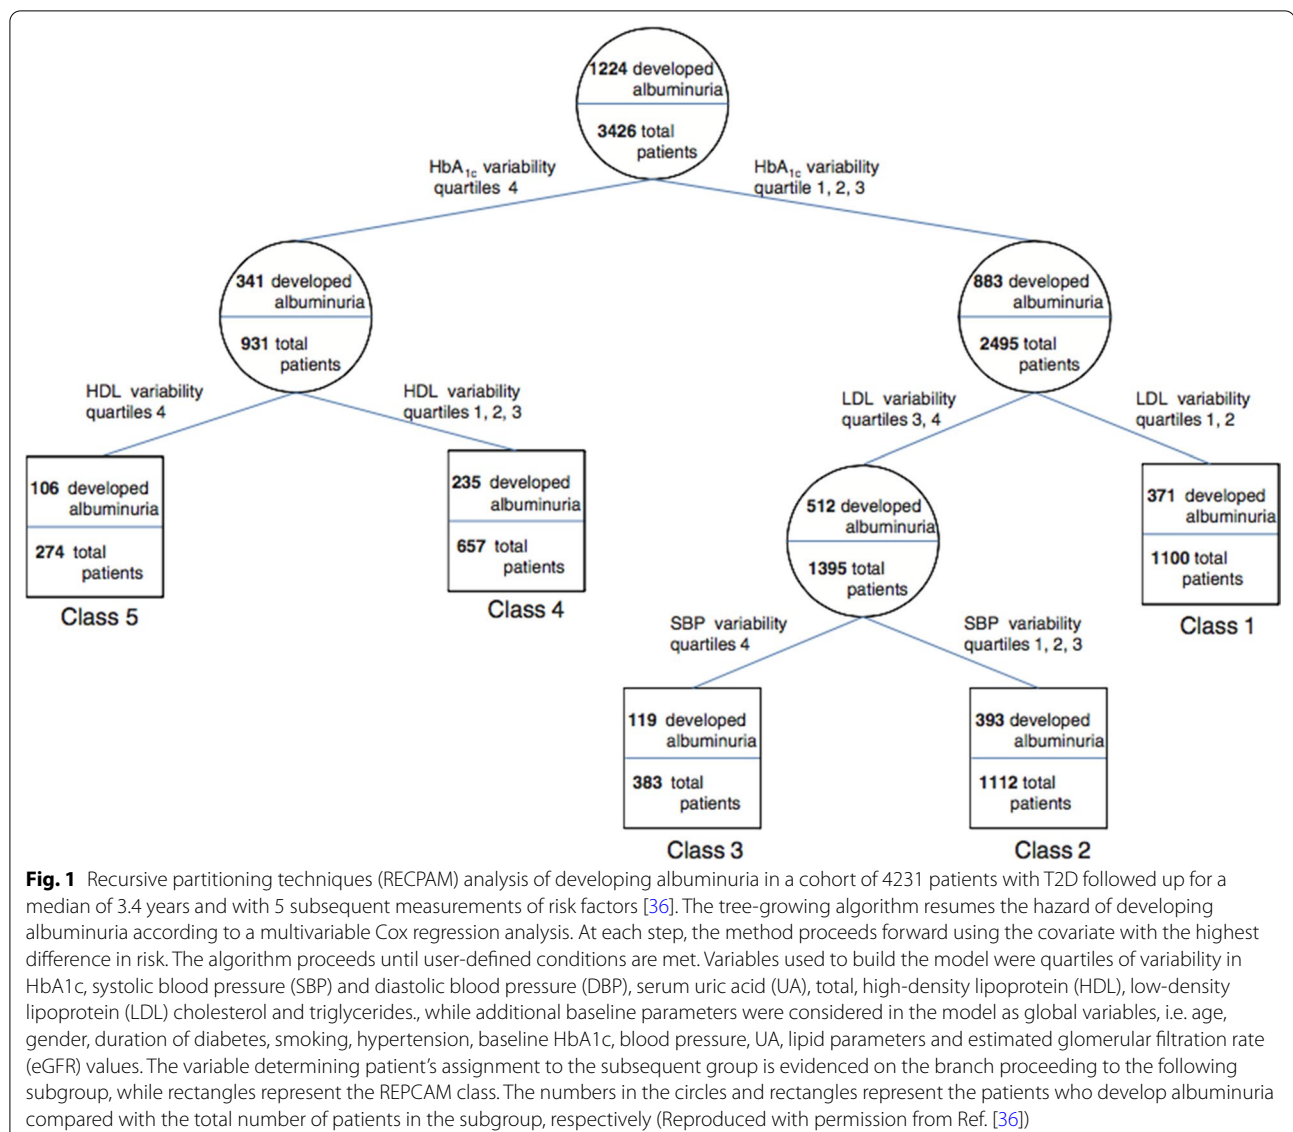 1224 developed
albuminuria
3426 total
patients
HbA1c variability
quartiles 4
HbA1c variability
quartile 1, 2, 3
341 developed
albuminuria
931 total
patients
883 developed
albuminuria
2495 total
patients
HDL variability
quartiles 4
HDL variability
quartiles 1, 2, 3
LDL variability
quartiles 3, 4
LDL variability
quartiles 1, 2
106 developed
albuminuria
274 total
patients
Class 5
235 developed
albuminuria
657 total
patients
Class 4
512 developed
albuminuria
1395 total
patients
371 developed
albuminuria
1100 total
patients
Class 1
SBP variability
quartiles 4
SBP variability
quartiles 1, 2, 3
119 developed
albuminuria
383 total
patients
Class 3
393 developed
albuminuria
1112 total
patients
Class 2
Fig. 1 Recursive partitioning techniques (RECPAM) analysis of developing albuminuria in a cohort of 4231 patients with T2D followed up for a
median of 3.4 years and with 5 subsequent measurements of risk factors [36]. The tree-growing algorithm resumes the hazard of developing
albuminuria according to a multivariable Cox regression analysis. At each step, the method proceeds forward using the covariate with the highest
difference in risk. The algorithm proceeds until user-defined conditions are met. Variables used to build the model were quartiles of variability in
HbA1c, systolic blood pressure (SBP) and diastolic blood pressure (DBP), serum uric acid (UA), total, high-density lipoprotein (HDL), low-density
lipoprotein (LDL) cholesterol and triglycerides., while additional baseline parameters were considered in the model as global variables, i.e. age,
gender, duration of diabetes, smoking, hypertension, baseline HbA1c, blood pressure, UA, lipid parameters and estimated glomerular filtration rate
(eGFR) values. The variable determining patient's assignment to the subsequent group is evidenced on the branch proceeding to the following
subgroup, while rectangles represent the REPCAM class. The numbers in the circles and rectangles represent the patients who develop albuminuria
compared with the total number of patients in the subgroup, respectively (Reproduced with permission from Ref. [36])